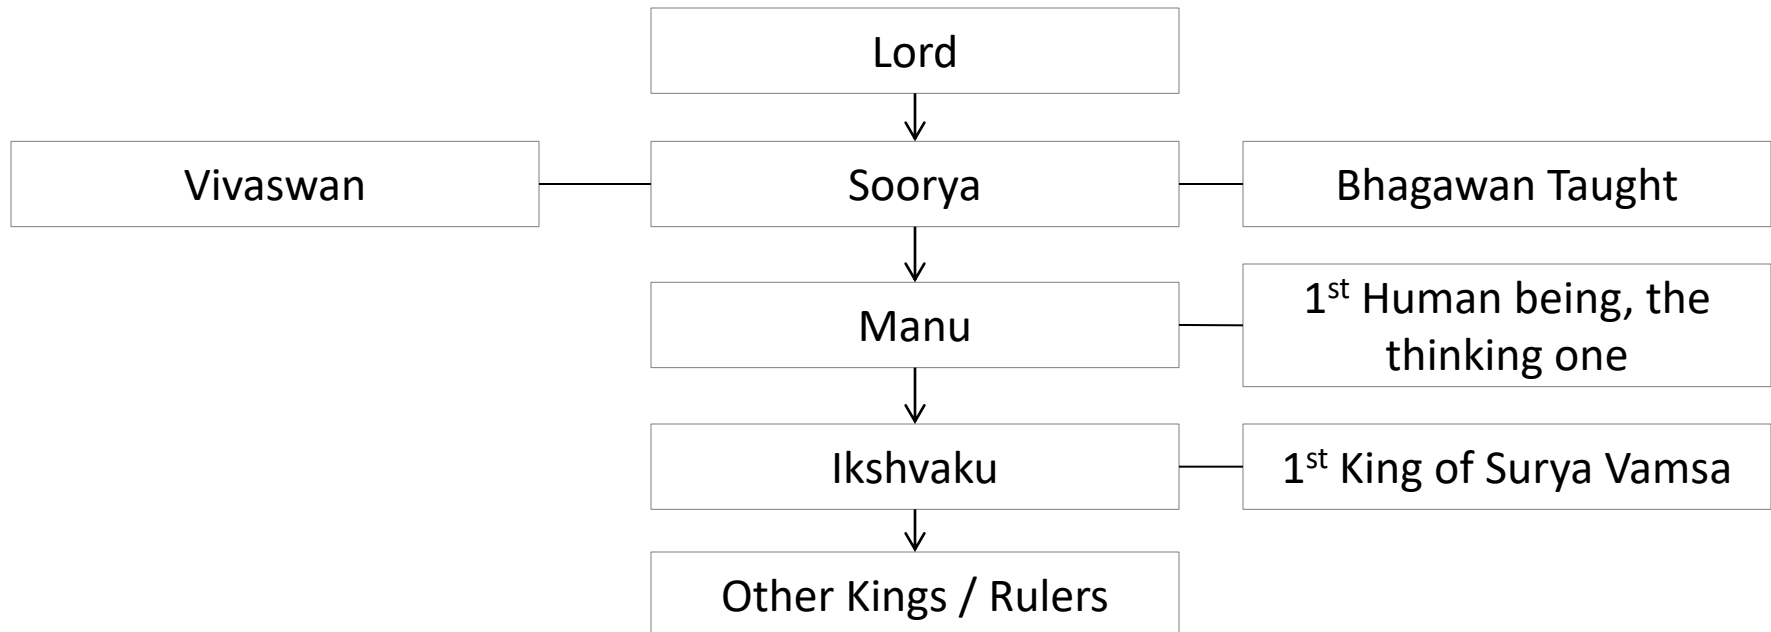 Lord
Vivaswan
Soorya
Bhagawan Taught
Manu
1st Human being, the
thinking one
Ikshvaku
1st King of Surya Vamsa
Other Kings / Rulers